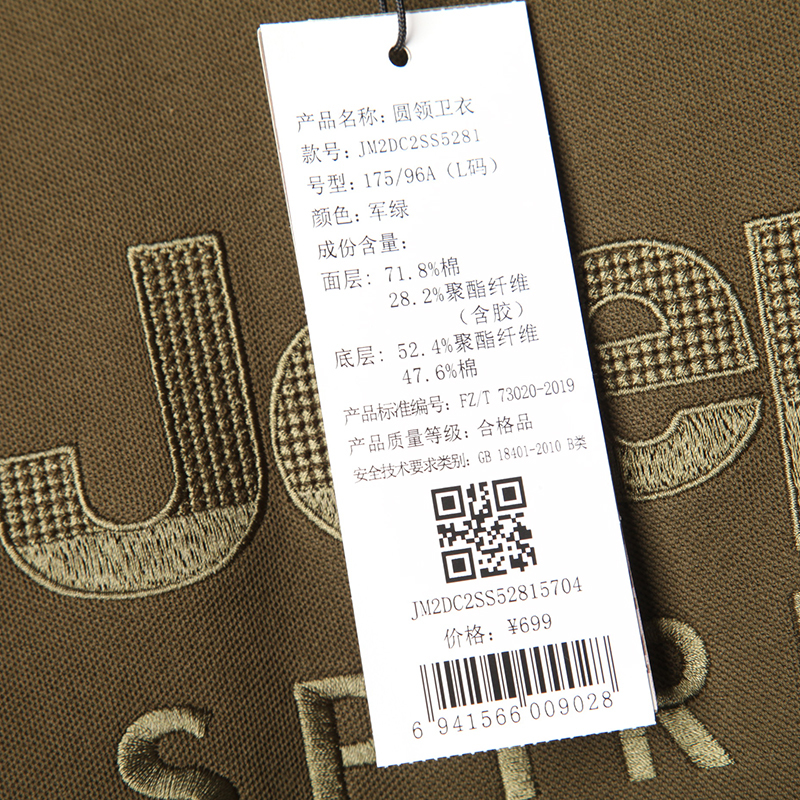 产品名称: 圆领卫衣
款号: JM2DC2SS5281
号型: 175/96A (L码)
颜色: 军绿
成份含量:
面层: 71.8%棉
28.2%聚酯纤维
(含胶)
底层: 52.4%聚酯纤维
47.6%棉
产品标准编号: FZ/T 73020-2019
产品质量等级: 合格品
安全技术要求类别: GB 18401-2010 B类
JM2DC2SS52815704
价格: ¥699
6 941566 009028